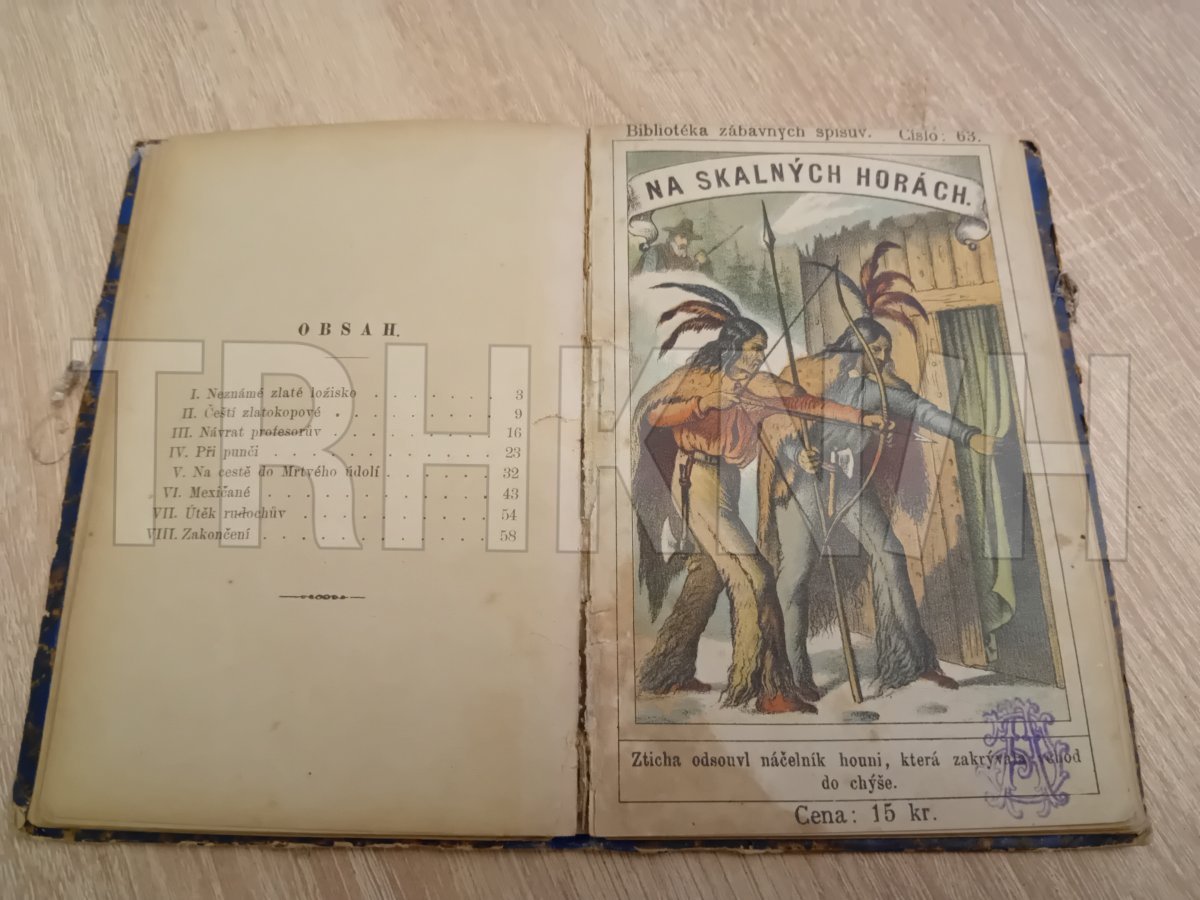 OBSAH.
I. Neznámé zlaté ložisko . . . . . . . 3
II. Čeští zlatokopové . . . . . . . . 9
III. Návrat profesorův . . . . . . . . 16
IV. Při punči . . . . . . . . . . . 23
V. Na cestě do Mrtvého údolí . . . . . . 32
VI. Mexičané . . . . . . . . . . . 43
VII. Útěk rudochův . . . . . . . . . 54
VIII. Zakončení . . . . . . . . . . . 58
Bibliotéka zábavných spisův. Číslo: 63.
NA SKALNÝCH HORÁCH.
Zticha odsouvl náčelník houni, která zakrývala vchod
do chýše.
Cena: 15 kr.
TRHKNIH